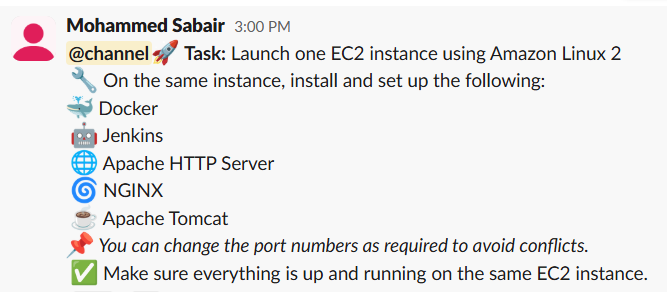 Mohammed Sabair 3:00 PM
@channel 🚀 Task: Launch one EC2 instance using Amazon Linux 2
🔧 On the same instance, install and set up the following:
🐳 Docker
🤖 Jenkins
🌐 Apache HTTP Server
🌀 NGINX
☕ Apache Tomcat
📌 You can change the port numbers as required to avoid conflicts.
✅ Make sure everything is up and running on the same EC2 instance.